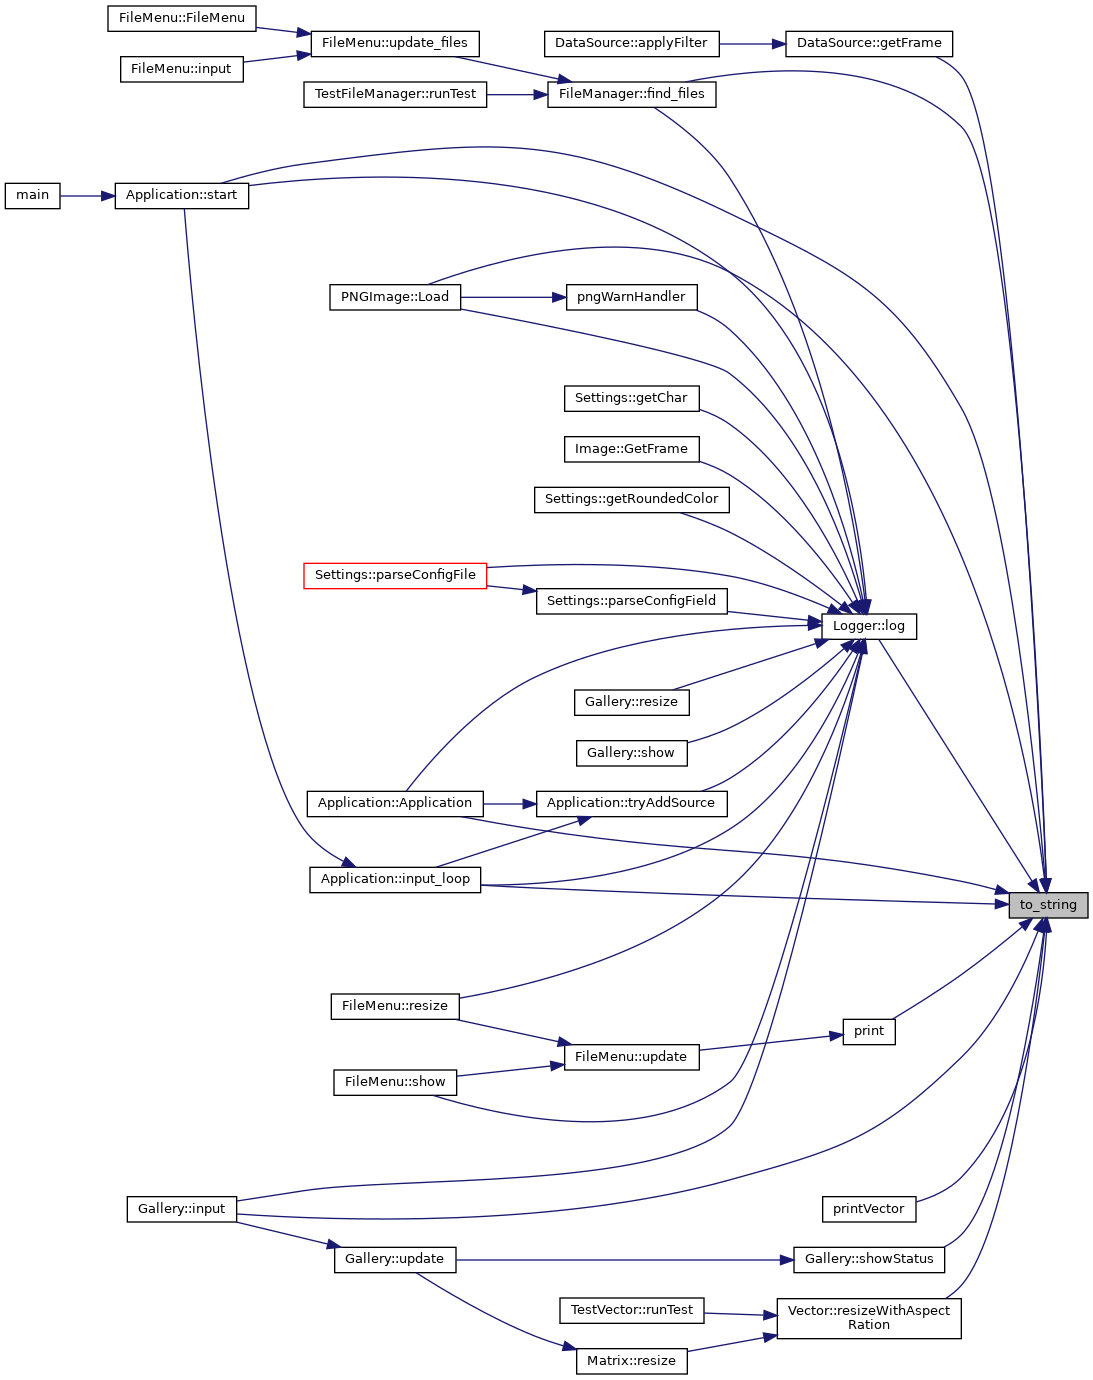 FileMenu::FileMenu
FileMenu::update_files
DataSource::applyFilter
DataSource::getFrame
FileMenu::input
TestFileManager::runTest
FileManager::find_files
main
Application::start
PNGImage::Load
pngWarnHandler
Settings::getChar
Image::GetFrame
Settings::getRoundedColor
Settings::parseConfigFile
Settings::parseConfigField
Logger::log
Gallery::resize
Gallery::show
Application::Application
Application::tryAddSource
Application::input_loop
to_string
FileMenu::resize
print
FileMenu::update
FileMenu::show
Gallery::input
printVector
Gallery::update
Gallery::showStatus
TestVector::runTest
Vector::resizeWithAspect
Ration
Matrix::resize